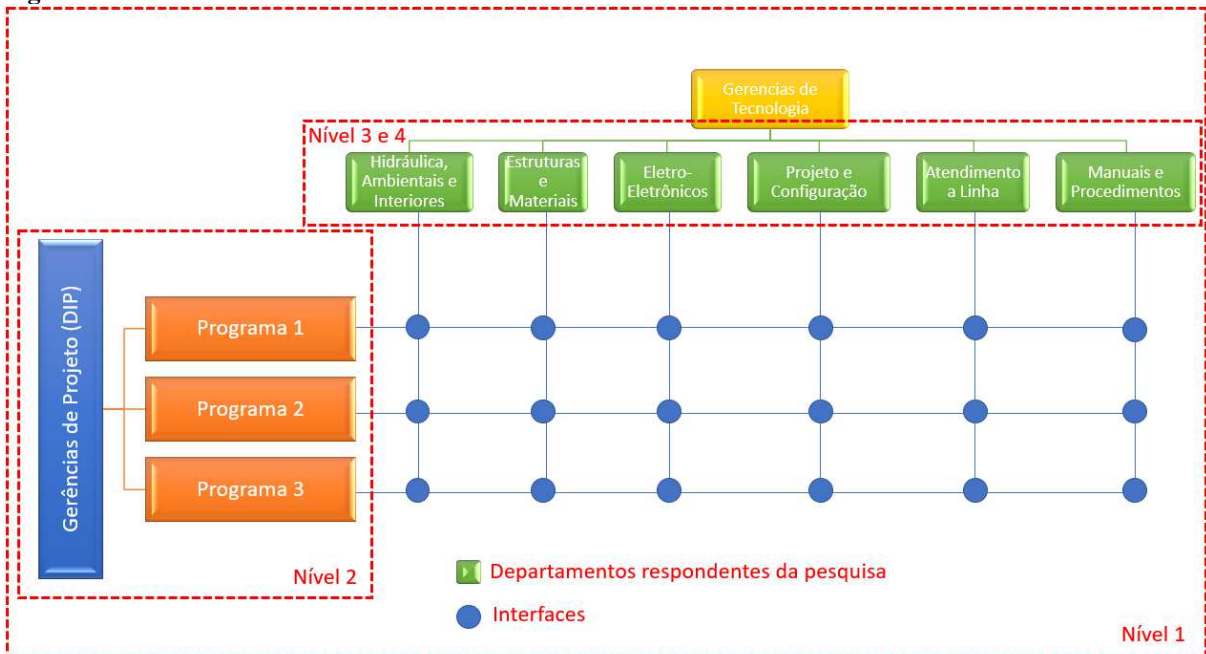 Gerencias de
Tecnologia
Nível 3 e 4
Hidráulica,
Ambientais e
Interiores
Estruturas
e
Materiais
Eletro-
Eletrônicos
Projeto e
Configuração
Atendimento
a Linha
Manuais e
Procedimentos
Gerências de Projeto (DIP)
Programa 1
Programa 2
Programa 3
Nível 2
Departamentos respondentes da pesquisa
Interfaces
Nível 1